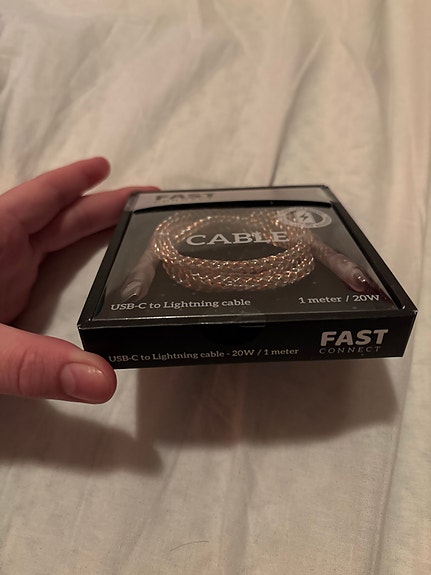 FAST
CABLE
USB-C to Lightning cable
1 meter / 20W
USB-C to Lightning cable - 20W / 1 meter
FAST
CONNECT